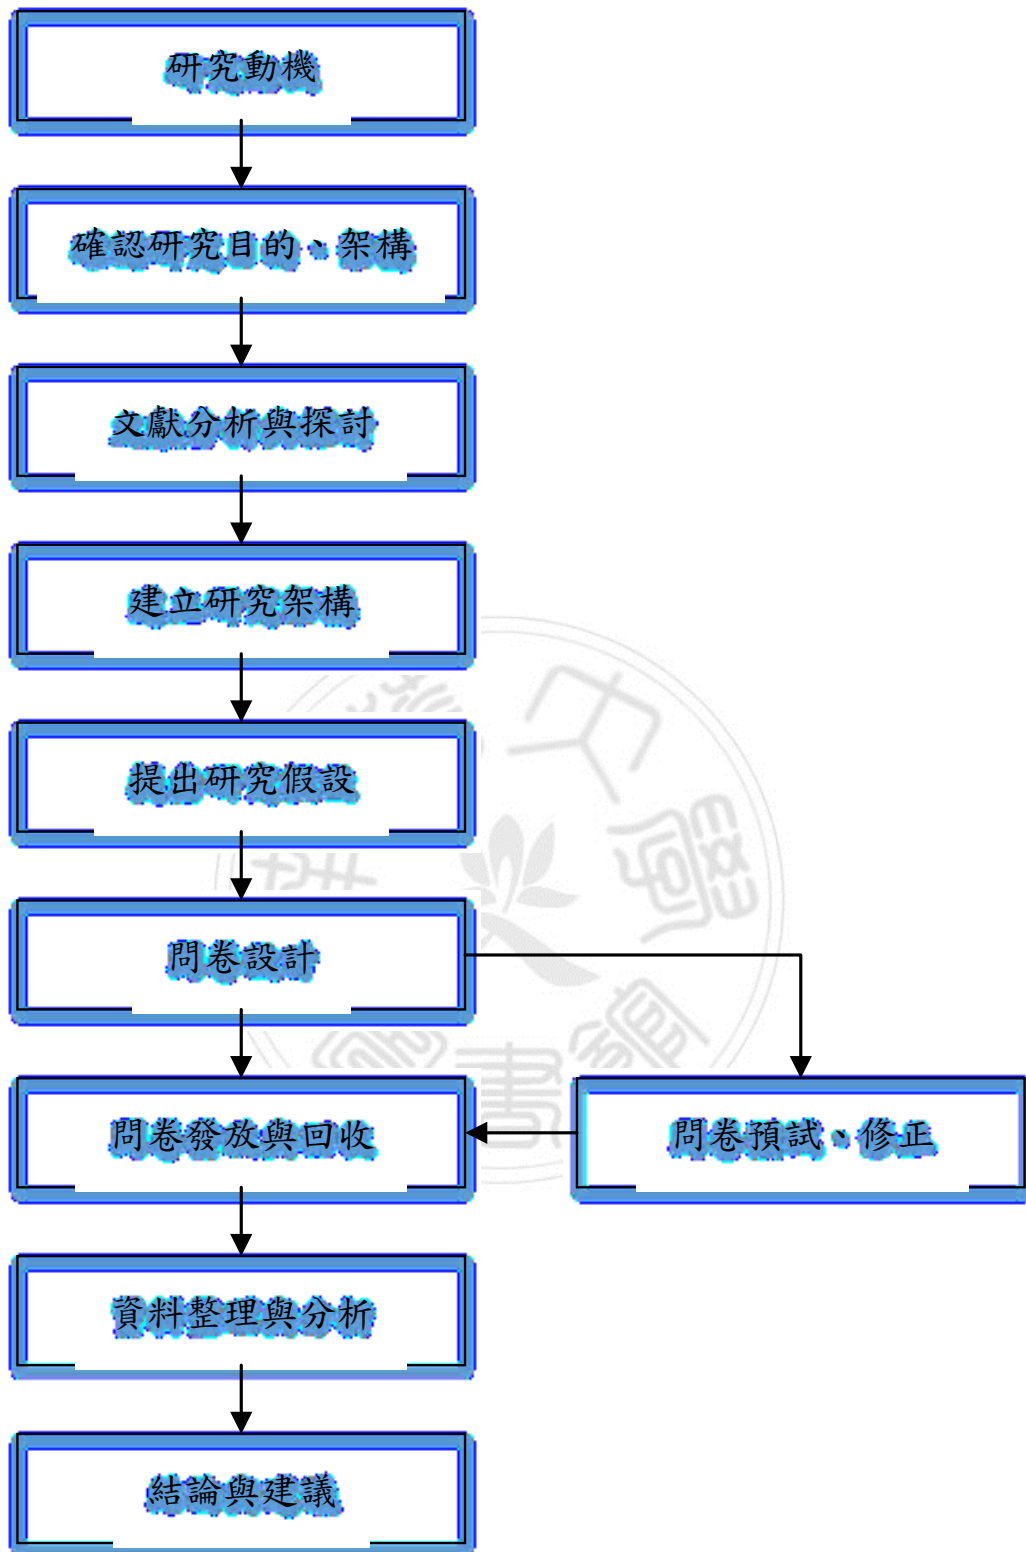 研究動機
確認研究目的、架構
文獻分析與探討
建立研究架構
提出研究假設
問卷設計
問卷發放與回收
問卷預試、修正
資料整理與分析
結論與建議